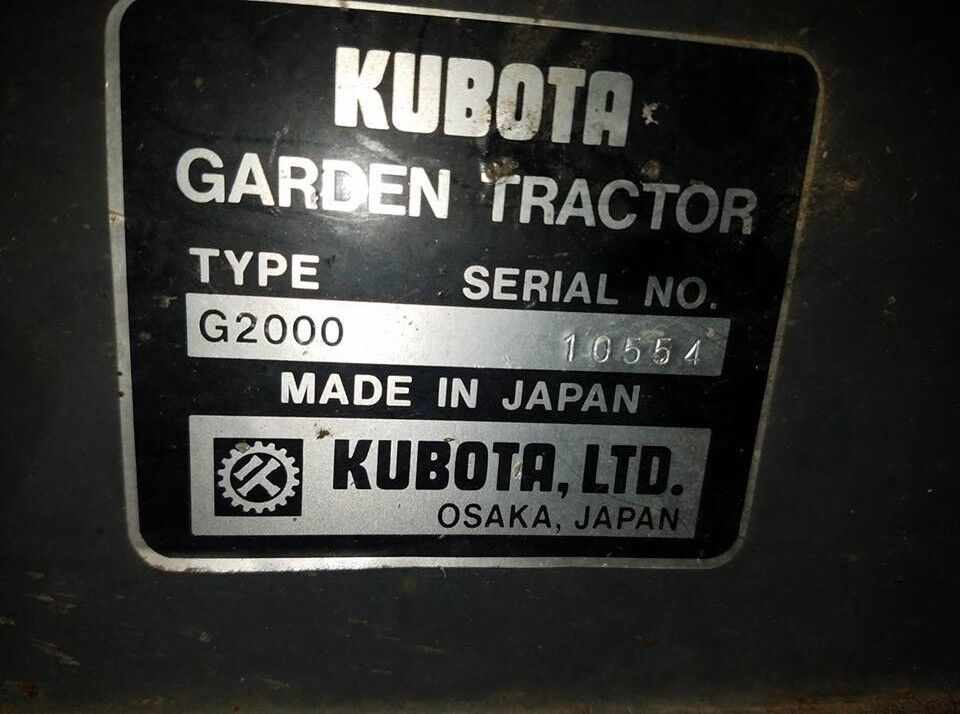 KUBOTA
GARDEN TRACTOR
TYPE SERIAL NO.
G2000 10554
MADE IN JAPAN
KUBOTA, LTD.
OSAKA, JAPAN